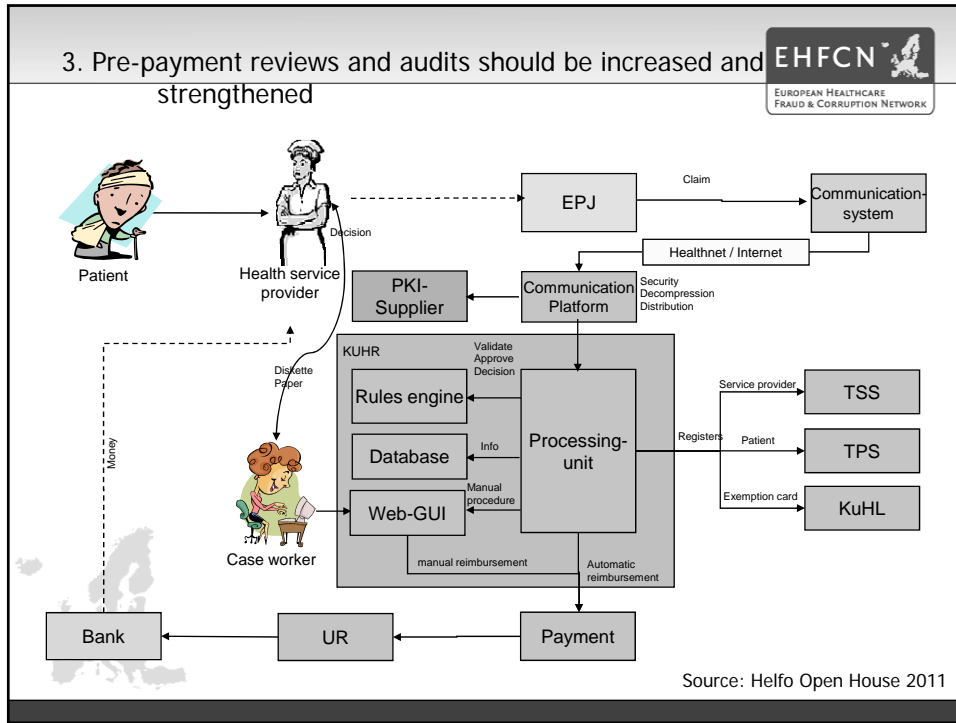 3. Pre-payment reviews and audits should be increased and
strengthened
EHFCN
EUROPEAN HEALTHCARE
FRAUD & CORRUPTION NETWORK
Patient
Health service
provider
Decision
EPJ
Claim
Communication-
system
Healthnet / Internet
PKI-
Supplier
Communication
Platform
Security
Decompression
Distribution
KUHR
Validate
Approve
Decision
Rules engine
Database
Info
Manual
procedure
Web-GUI
Processing-
unit
Registers
Service provider
TSS
Patient
TPS
Exemption card
KuHL
Diskette
Paper
Money
Case worker
manual reimbursement
Automatic
reimbursement
Bank
UR
Payment
Source: Helfo Open House 2011